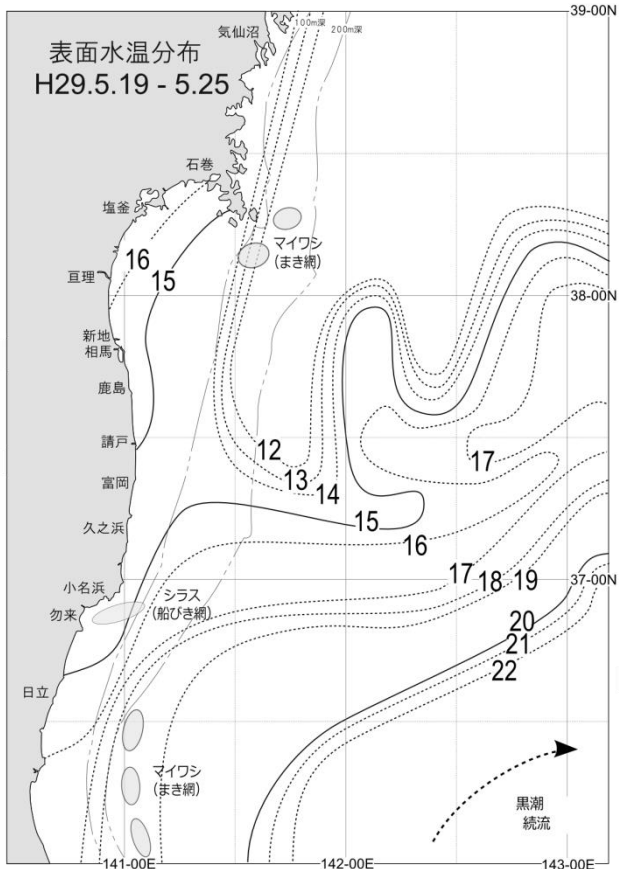 39-00N
気仙沼
100m深
200m深
表面水温分布
H29.5.19 - 5.25
石巻
塩釜
マイワシ
(まき網)
16
15
亘理
38-00N
新地
相馬
鹿島
請戸
12
17
富岡
13
14
15
久之浜
16
17
18
19
37-00N
小名浜
シラス
(船びき網)
勿来
20
21
22
日立
マイワシ
(まき網)
黒潮
続流
141-00E
142-00E
143-00E